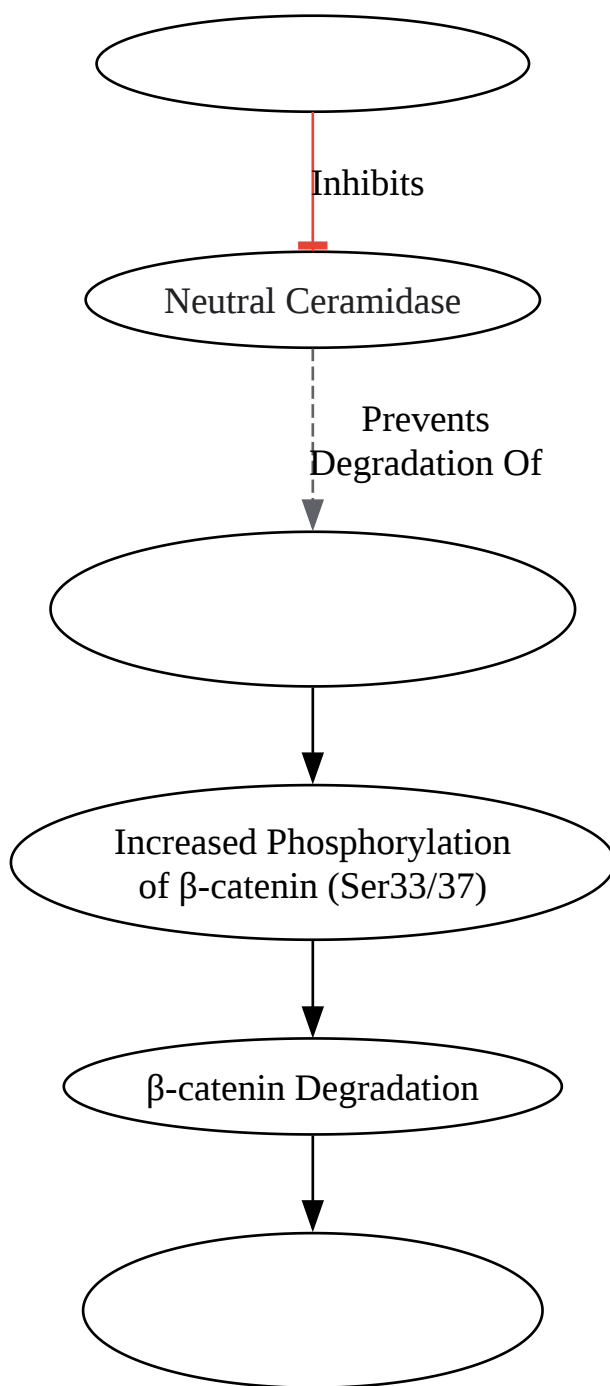 Inhibits
Neutral Ceramidase
Prevents
Degradation Of
Increased Phosphorylation
of β-catenin (Ser33/37)
β-catenin Degradation